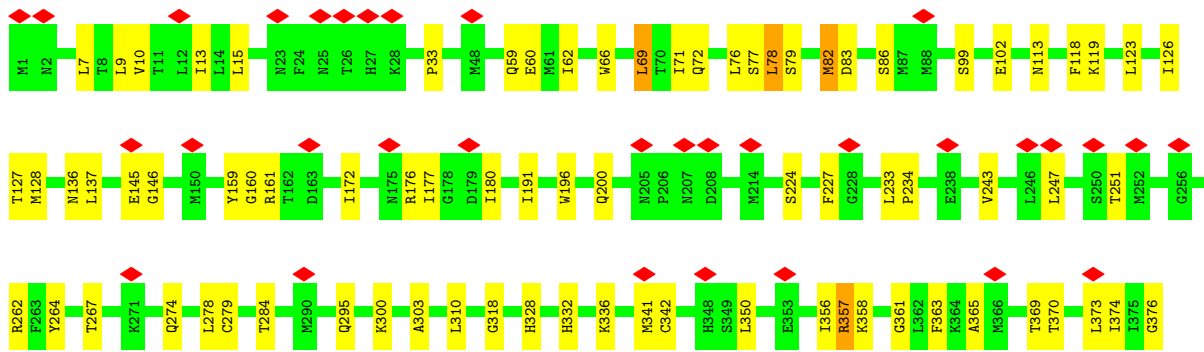 M1 N2 L7 T8 L9 V10 T11 L12 I13 L14 L15 N23 F24 N25 T26 H27 K28 P33 M48 Q59 E60 M61 I62 W66 L69 T70 I71 Q72 L76 S77 L78 S79 M82 D83 S86 M87 M88 S99 E102 N113 F118 K119 L123 I126
T127 M128 N136 L137 E145 G146 M150 Y159 G160 R161 T162 D163 I172 N175 R176 I177 G178 D179 I180 I191 W196 Q200 N205 P206 N207 D208 M214 S224 F227 G228 L233 P234 E238 V243 L246 L247 S250 T251 M252 G256
R262 F263 Y264 T267 K271 Q274 L278 C279 T284 M290 Q295 K300 A303 L310 G318 H328 H332 K336 M341 C342 H348 S349 L350 E353 I356 R357 K358 G361 L362 F363 K364 A365 M366 T369 T370 L373 I374 I375 G376